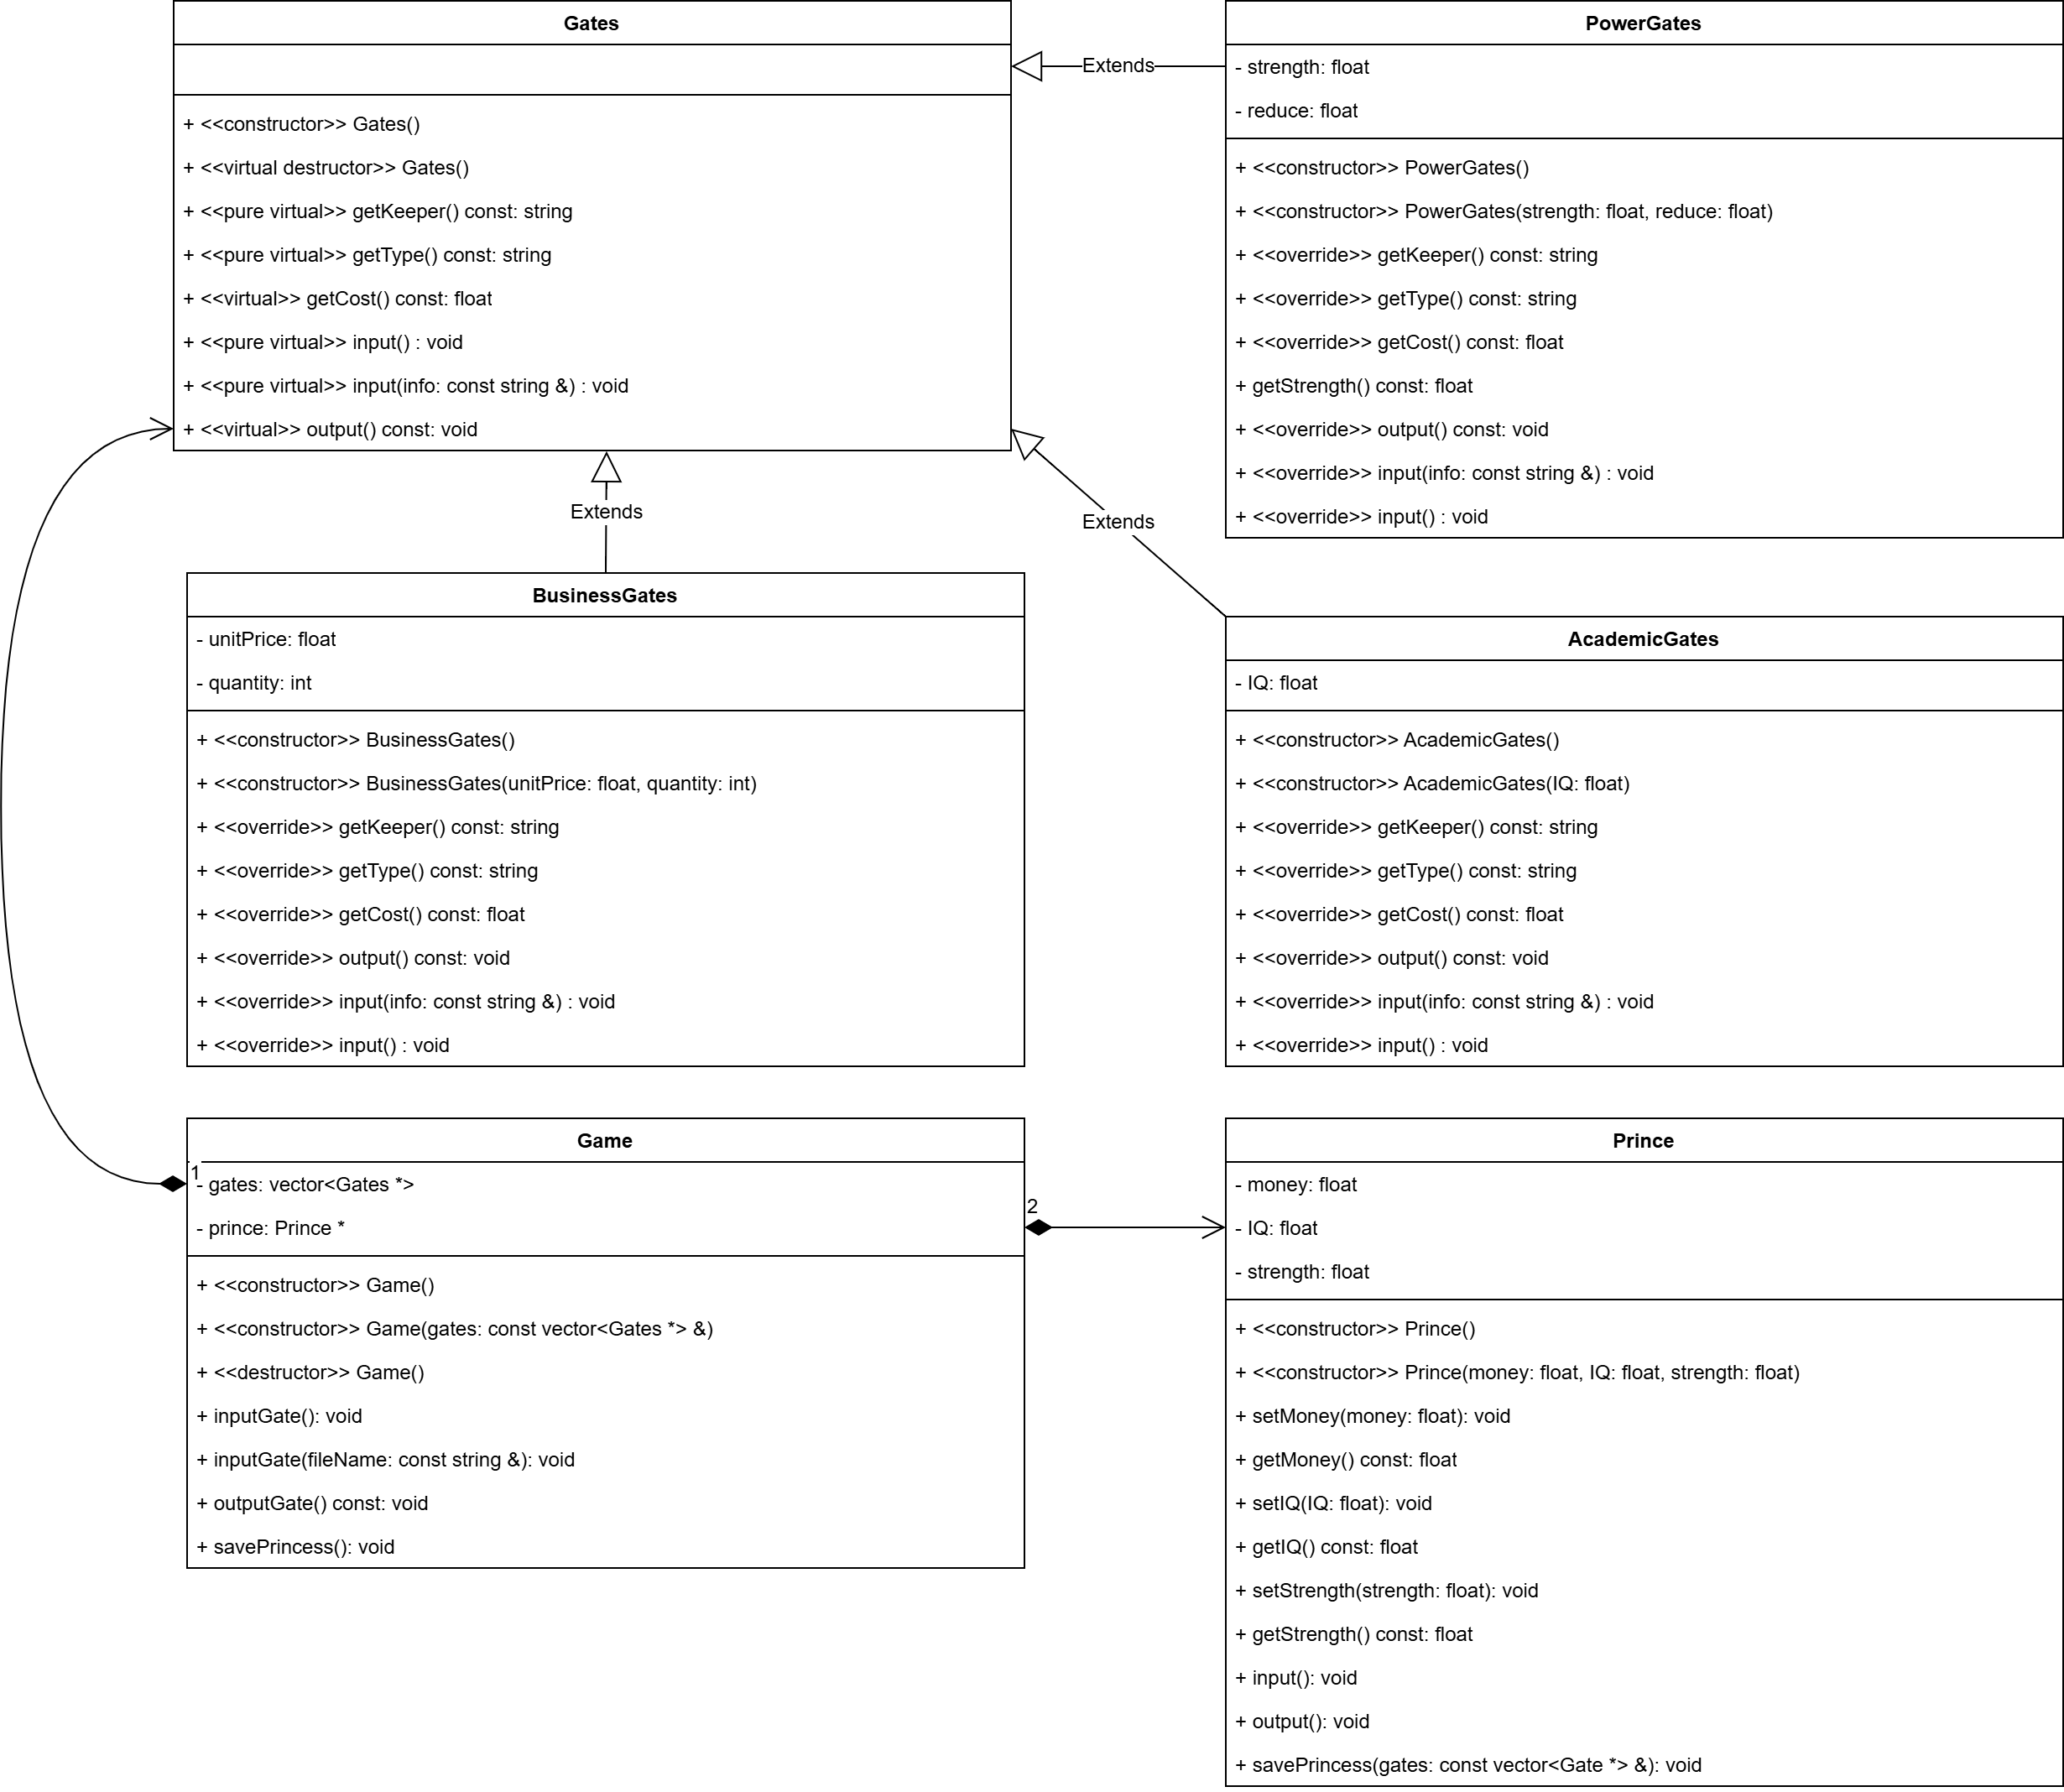 Gates
+ <<constructor>> Gates()
+ <<virtual destructor>> Gates()
+ <<pure virtual>> getKeeper() const: string
+ <<pure virtual>> getType() const: string
+ <<virtual>> getCost() const: float
+ <<pure virtual>> input() : void
+ <<pure virtual>> input(info: const string &) : void
+ <<virtual>> output() const: void
Extends
PowerGates
- strength: float
- reduce: float
+ <<constructor>> PowerGates()
+ <<constructor>> PowerGates(strength: float, reduce: float)
+ <<override>> getKeeper() const: string
+ <<override>> getType() const: string
+ <<override>> getCost() const: float
+ getStrength() const: float
+ <<override>> output() const: void
+ <<override>> input(info: const string &) : void
+ <<override>> input() : void
Extends
Extends
BusinessGates
- unitPrice: float
- quantity: int
+ <<constructor>> BusinessGates()
+ <<constructor>> BusinessGates(unitPrice: float, quantity: int)
+ <<override>> getKeeper() const: string
+ <<override>> getType() const: string
+ <<override>> getCost() const: float
+ <<override>> output() const: void
+ <<override>> input(info: const string &) : void
+ <<override>> input() : void
AcademicGates
- IQ: float
+ <<constructor>> AcademicGates()
+ <<constructor>> AcademicGates(IQ: float)
+ <<override>> getKeeper() const: string
+ <<override>> getType() const: string
+ <<override>> getCost() const: float
+ <<override>> output() const: void
+ <<override>> input(info: const string &) : void
+ <<override>> input() : void
Game
1
- gates: vector<Gates *>
- prince: Prince *
+ <<constructor>> Game()
+ <<constructor>> Game(gates: const vector<Gates *> &)
+ <<destructor>> Game()
+ inputGate(): void
+ inputGate(fileName: const string &): void
+ outputGate() const: void
+ savePrincess(): void
2
Prince
- money: float
- IQ: float
- strength: float
+ <<constructor>> Prince()
+ <<constructor>> Prince(money: float, IQ: float, strength: float)
+ setMoney(money: float): void
+ getMoney() const: float
+ setIQ(IQ: float): void
+ getIQ() const: float
+ setStrength(strength: float): void
+ getStrength() const: float
+ input(): void
+ output(): void
+ savePrincess(gates: const vector<Gate *> &): void